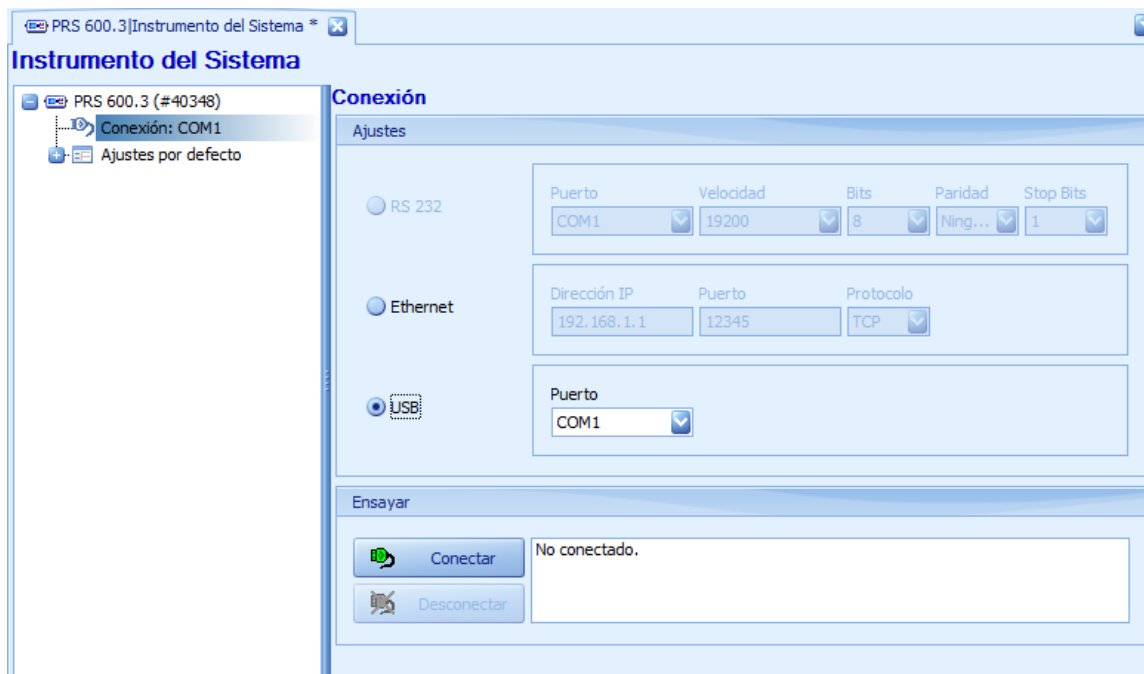 PRS 600.3|Instrumento del Sistema *
Instrumento del Sistema
PRS 600.3 (#40348)
Conexión: COM1
Ajustes por defecto
Conexión
Ajustes
RS 232
Puerto Velocidad Bits Paridad Stop Bits
COM1 19200 8 Ning... 1
Ethernet
Dirección IP Puerto Protocolo
192.168.1.1 12345 TCP
USB
Puerto
COM1
Ensayar
Conectar
No conectado.
Desconectar